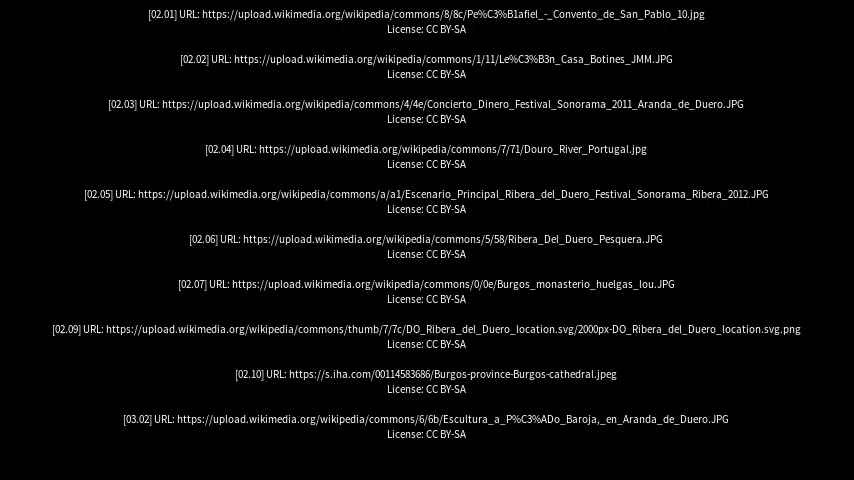 [02.01] URL: https://upload.wikimedia.org/wikipedia/commons/8/8c/Pe%C3%B1afiel_-_Convento_de_San_Pablo_10.jpg
License: CC BY-SA
[02.02] URL: https://upload.wikimedia.org/wikipedia/commons/1/11/Le%C3%B3n_Casa_Botines_JMM.JPG
License: CC BY-SA
[02.03] URL: https://upload.wikimedia.org/wikipedia/commons/4/4e/Concierto_Dinero_Festival_Sonorama_2011_Aranda_de_Duero.JPG
License: CC BY-SA
[02.04] URL: https://upload.wikimedia.org/wikipedia/commons/7/71/Douro_River_Portugal.jpg
License: CC BY-SA
[02.05] URL: https://upload.wikimedia.org/wikipedia/commons/a/a1/Escenario_Principal_Ribera_del_Duero_Festival_Sonorama_Ribera_2012.JPG
License: CC BY-SA
[02.06] URL: https://upload.wikimedia.org/wikipedia/commons/5/58/Ribera_Del_Duero_Pesquera.JPG
License: CC BY-SA
[02.07] URL: https://upload.wikimedia.org/wikipedia/commons/0/0e/Burgos_monasterio_huelgas_lou.JPG
License: CC BY-SA
[02.09] URL: https://upload.wikimedia.org/wikipedia/commons/thumb/7/7c/DO_Ribera_del_Duero_location.svg/2000px-DO_Ribera_del_Duero_location.svg.png
License: CC BY-SA
[02.10] URL: https://s.iha.com/00114583686/Burgos-province-Burgos-cathedral.jpeg
License: CC BY-SA
[03.02] URL: https://upload.wikimedia.org/wikipedia/commons/6/6b/Escultura_a_P%C3%ADo_Baroja,_en_Aranda_de_Duero.JPG
License: CC BY-SA